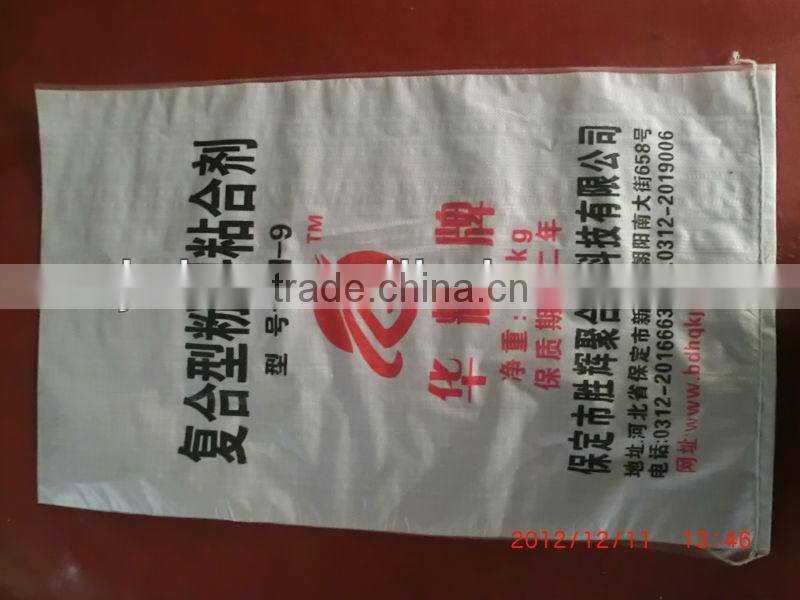 复合型粉 粘合剂
型号 I-9
TM
华 牌
净重: kg
保质期 二年
保定市胜辉聚合 科技有限公司
地址:河北省保定市新 朝阳南大街658号
电话:0312-2016663 0312-2019006
网址:www.bdhqkj
trade.china.cn
2012/12/11 13:46